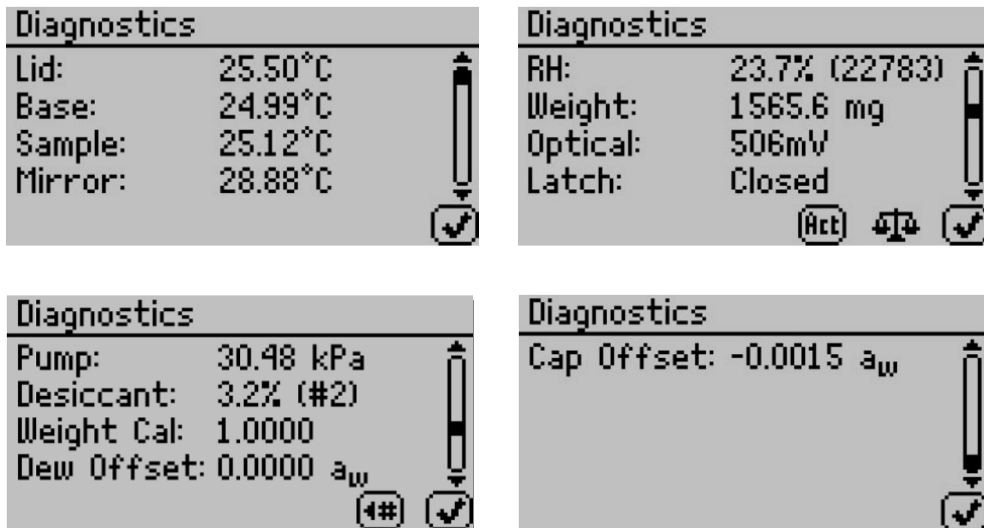 Diagnostics
Lid: 25.50°C
Base: 24.99°C
Sample: 25.12°C
Mirror: 28.88°C
Diagnostics
RH: 23.7% (22783)
Weight: 1565.6 mg
Optical: 506mV
Latch: Closed
Act
Diagnostics
Pump: 30.48 kPa
Desiccant: 3.2% (#2)
Weight Cal: 1.0000
Dew Offset: 0.0000 aw
#
Diagnostics
Cap Offset: -0.0015 aw